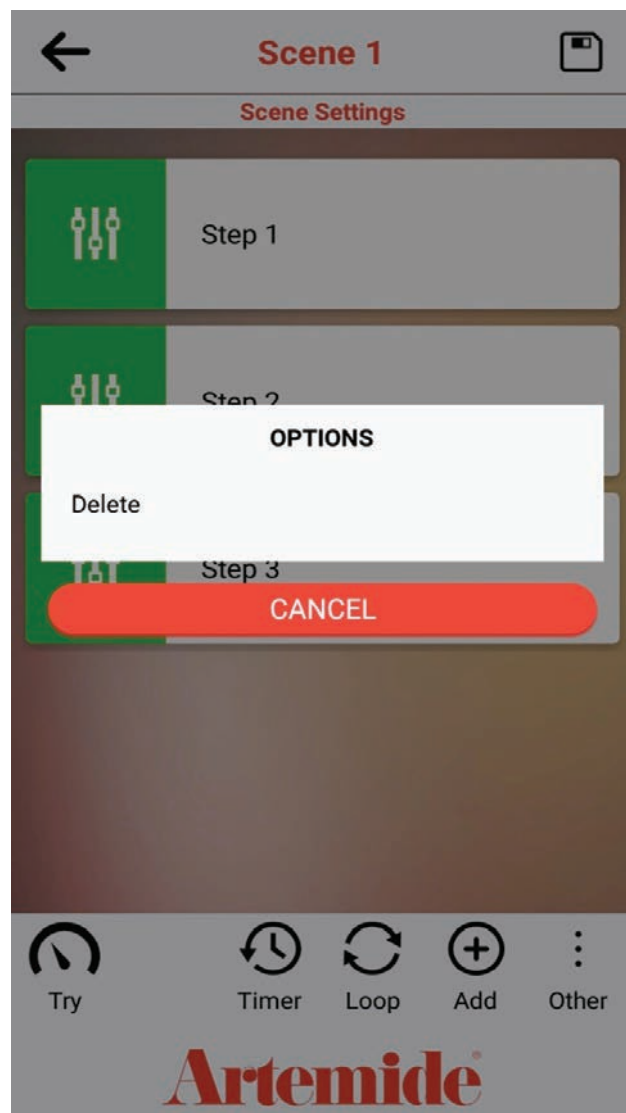 Scene 1
Scene Settings
Step 1
Step 2
OPTIONS
Delete
Step 3
CANCEL
Try Timer Loop Add Other
Artemide®